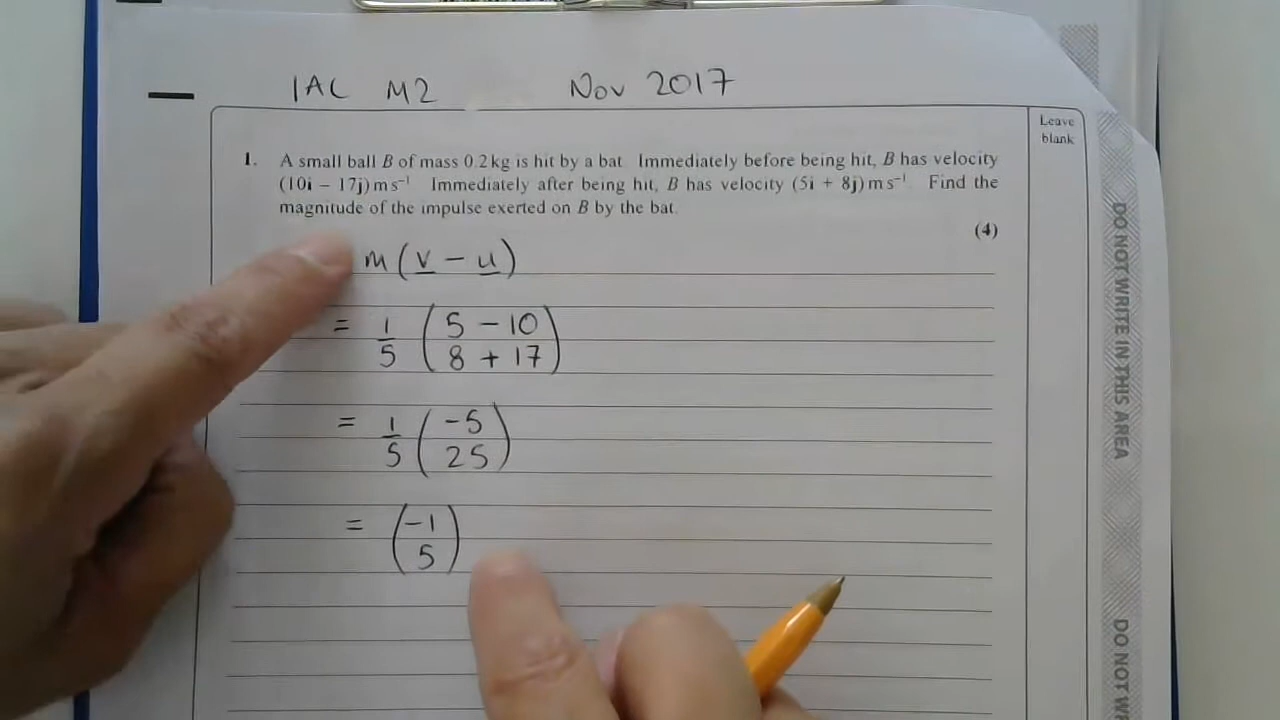 IAC M2 Nov 2017
Leave
blank
1. A small ball B of mass 0.2 kg is hit by a bat. Immediately before being hit, B has velocity
(10i − 17j) m s⁻¹. Immediately after being hit, B has velocity (5i + 8j) m s⁻¹. Find the
magnitude of the impulse exerted on B by the bat.
(4)
m (v − u)
= 1/5 (5 − 10
8 + 17)
= 1/5 (−5
25)
= (−1
5)
DO NOT WRITE IN THIS AREA
DO NOT